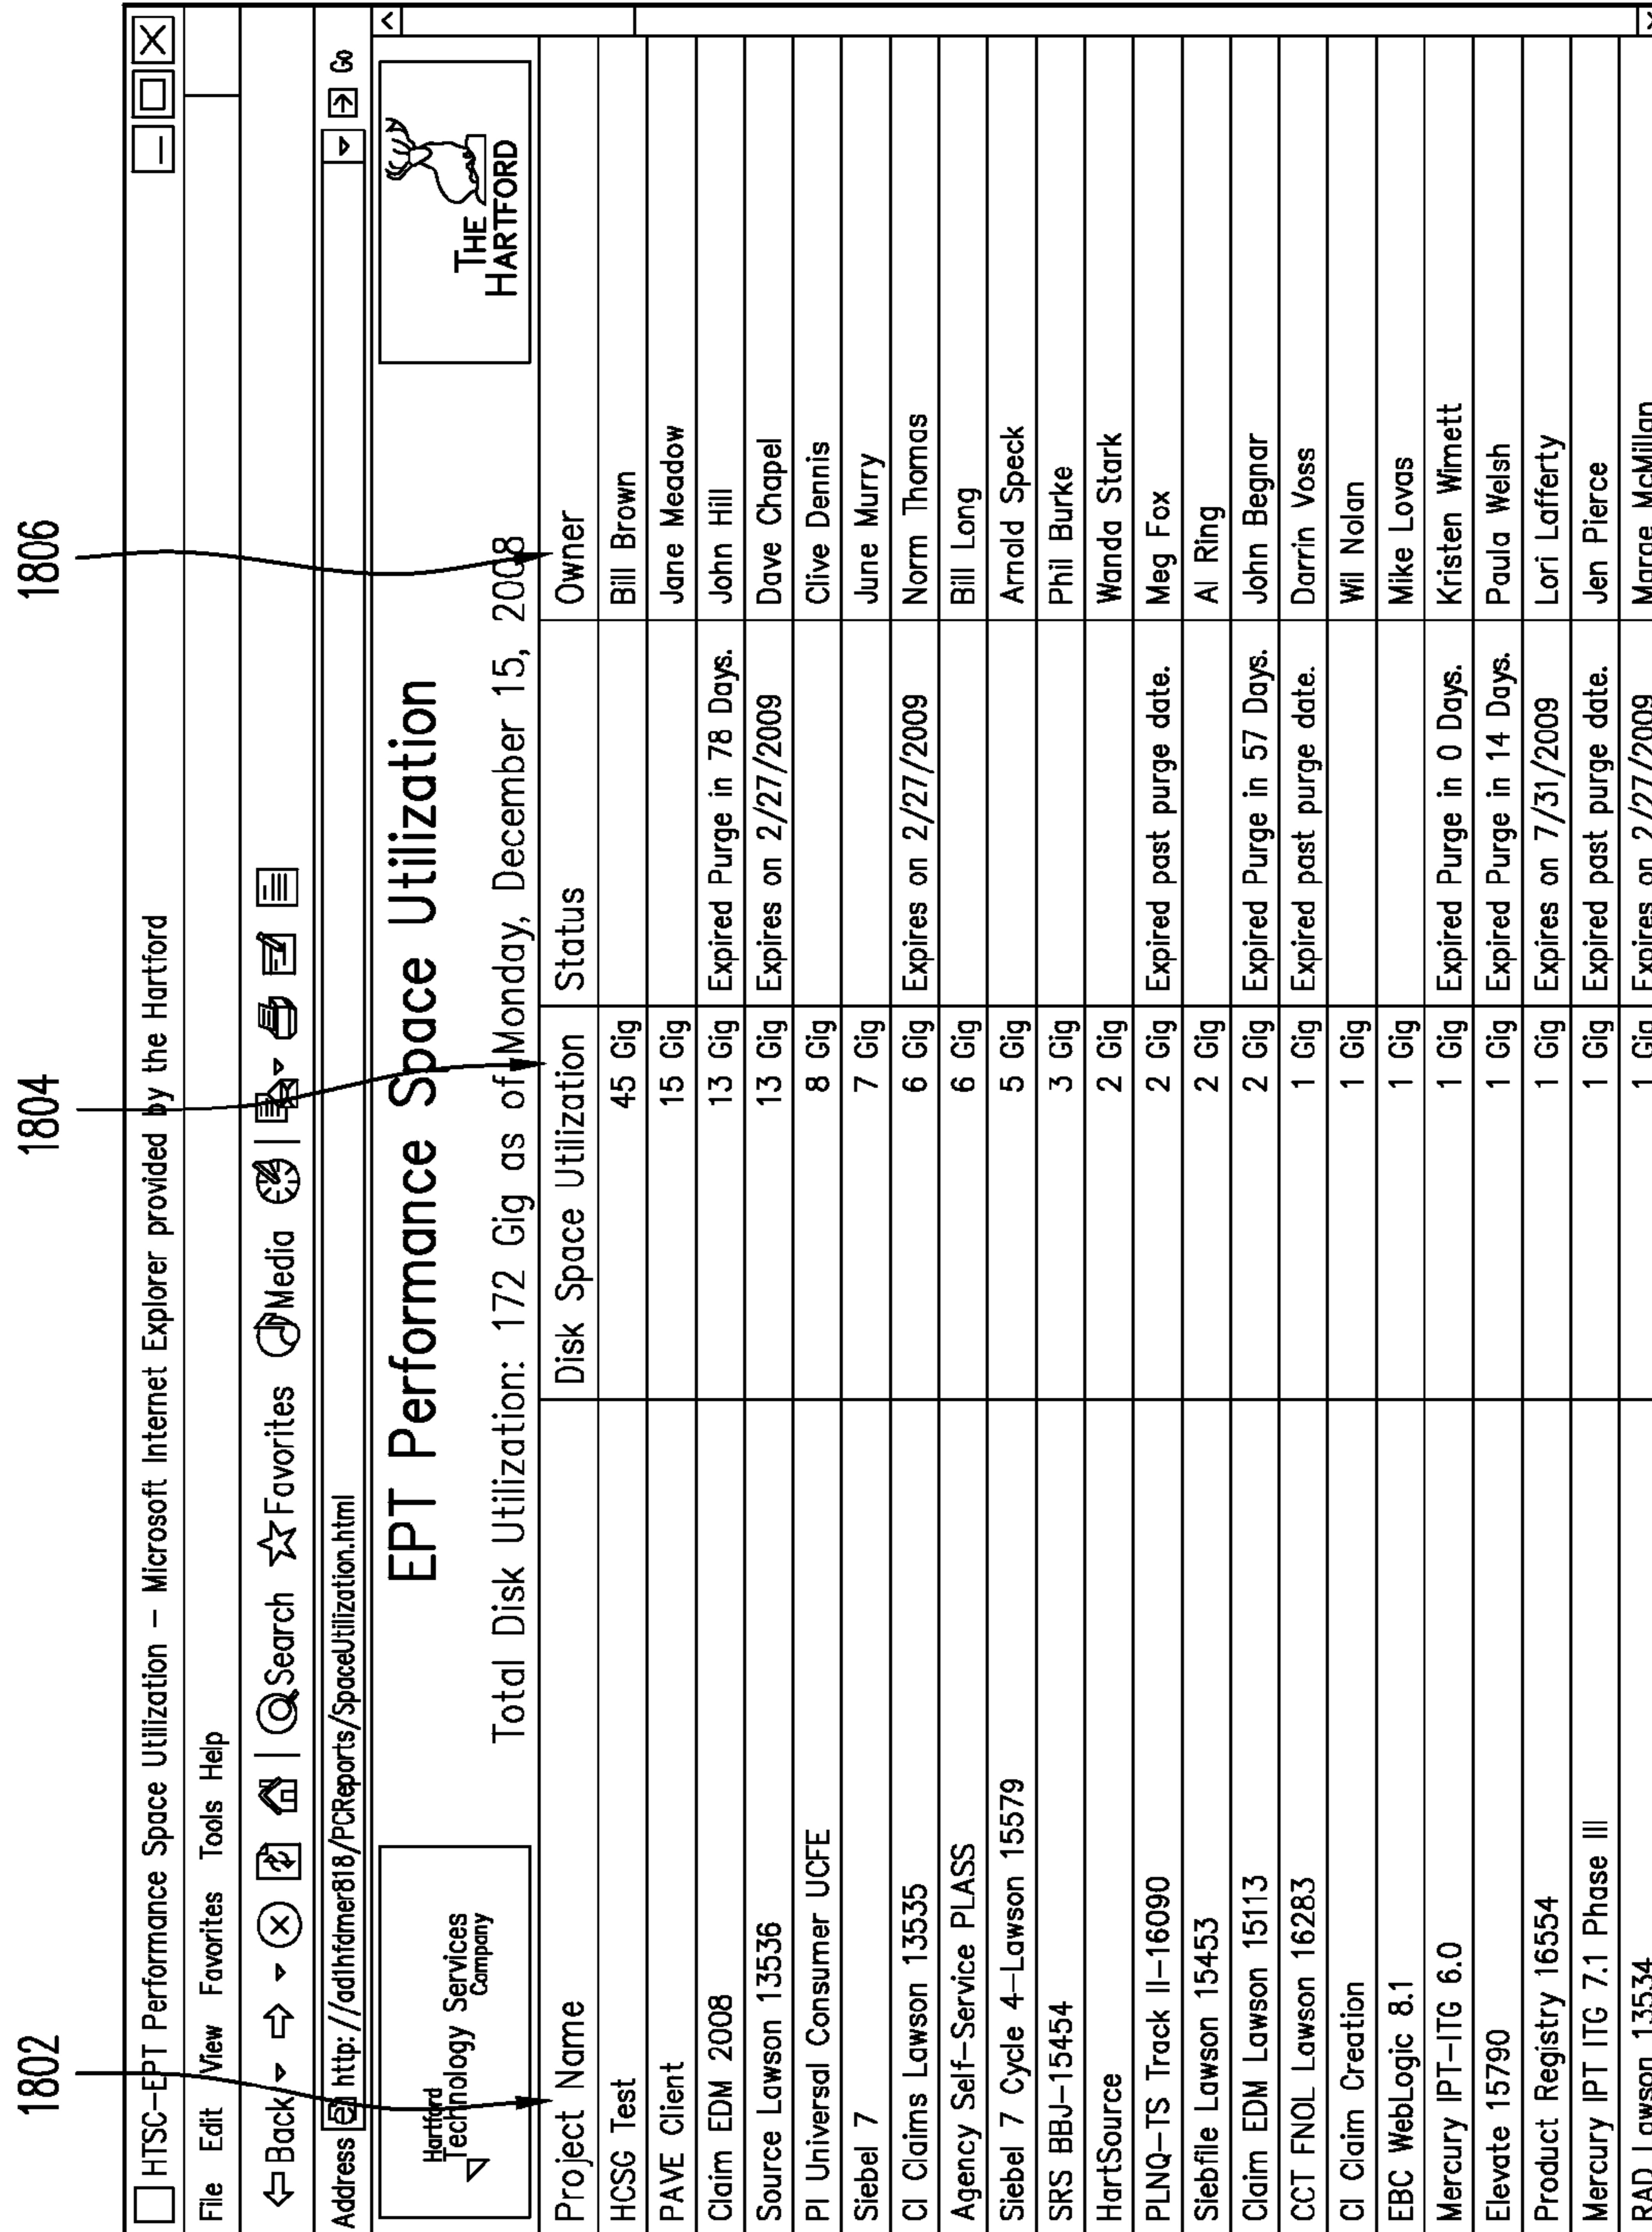 1802 1804 1806
HTSC-EPT Performance Space Utilization - Microsoft Internet Explorer provided by the Hartford
File Edit View Favorites Tools Help
Back Search Favorites Media
Address http://ad1hfdmer818/PCReports/SpaceUtilization.html Go
Hartford
Technology Services
Company
EPT Performance Space Utilization
Total Disk Utilization: 172 Gig as of Monday, December 15, 2008
THE
HARTFORD
Project Name Disk Space Utilization Status Owner
HCSG Test 45 Gig Bill Brown
PAVE Client 15 Gig Jane Meadow
Claim EDM 2008 13 Gig Expired Purge in 78 Days. John Hill
Source Lawson 13536 13 Gig Expires on 2/27/2009 Dave Chapel
PI Universal Consumer UCFE 8 Gig Clive Dennis
Siebel 7 7 Gig June Murry
CI Claims Lawson 13535 6 Gig Expires on 2/27/2009 Norm Thomas
Agency Self-Service PLASS 6 Gig Bill Long
Siebel 7 Cycle 4-Lawson 15579 5 Gig Arnold Speck
SRS BBJ-15454 3 Gig Phil Burke
HartSource 2 Gig Wanda Stark
PLNQ-TS Track II-16090 2 Gig Expired past purge date. Meg Fox
Siebfile Lawson 15453 2 Gig Al Ring
Claim EDM Lawson 15113 2 Gig Expired Purge in 57 Days. John Begnar
CCT FNOL Lawson 16283 1 Gig Expired past purge date. Darrin Voss
CI Claim Creation 1 Gig Wil Nolan
EBC WebLogic 8.1 1 Gig Mike Lovas
Mercury IPT-ITG 6.0 1 Gig Expired Purge in 0 Days. Kristen Wimett
Elevate 15790 1 Gig Expired Purge in 14 Days. Paula Welsh
Product Registry 16554 1 Gig Expires on 7/31/2009 Lori Lafferty
Mercury IPT ITG 7.1 Phase III 1 Gig Expired past purge date. Jen Pierce
RAD Lawson 13534 1 Gig Expires on 2/27/2009 Marge McMillan